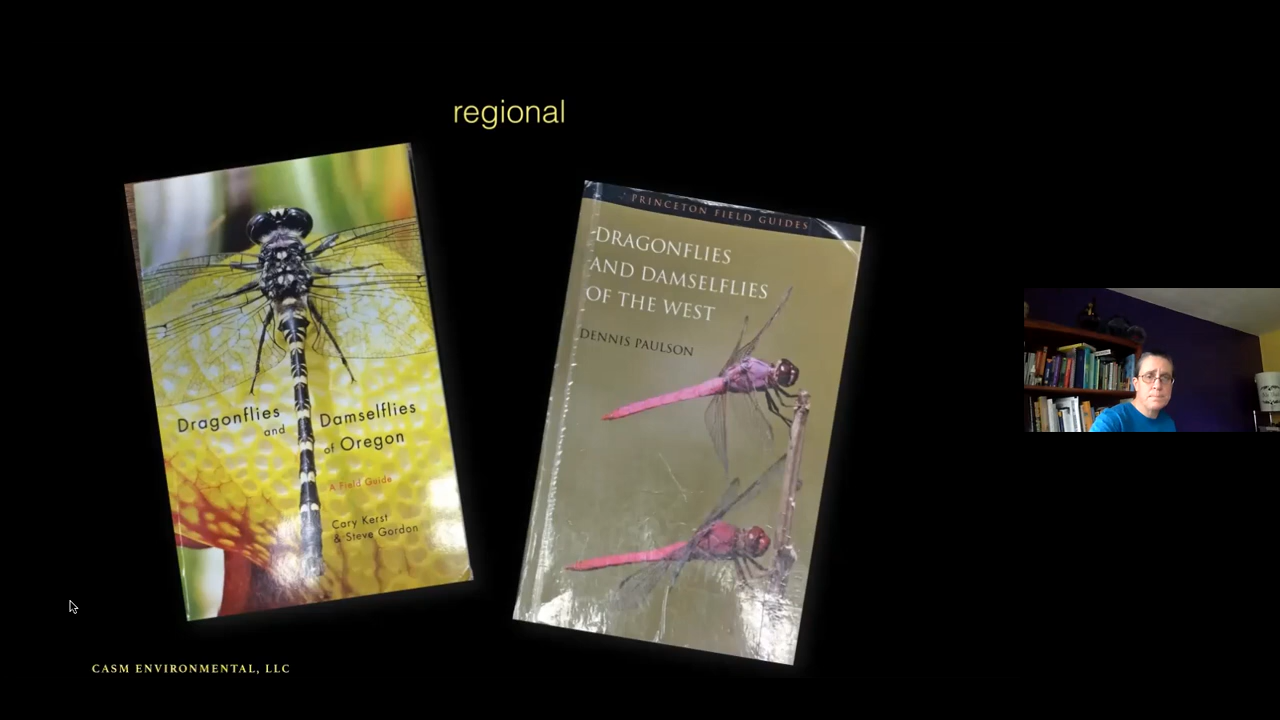 regional
Dragonflies
and
Damselflies
of Oregon
A Field Guide
Cary Kerst
& Steve Gordon
PRINCETON FIELD GUIDES
DRAGONFLIES
AND DAMSELFLIES
OF THE WEST
DENNIS PAULSON
CASM ENVIRONMENTAL, LLC